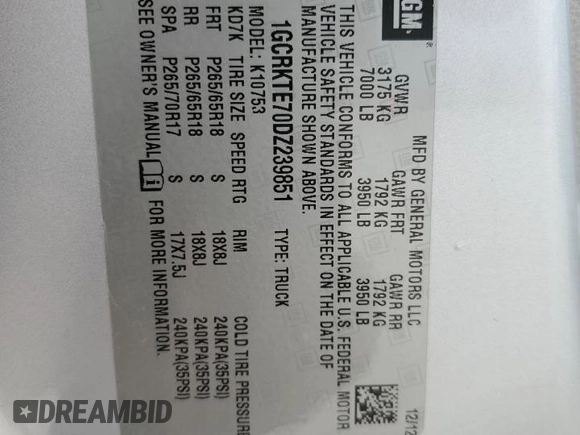 GM
®
MFD BY GENERAL MOTORS LLC
12/12
GVWR GAWR FRT GAWR RR
3175 KG 1792 KG 1792 KG
7000 LB 3950 LB 3950 LB
THIS VEHICLE CONFORMS TO ALL APPLICABLE U.S. FEDERAL MOTOR
VEHICLE SAFETY STANDARDS IN EFFECT ON THE DATE OF
MANUFACTURE SHOWN ABOVE.
1GCRKTE70DZ239851 TYPE: TRUCK
MODEL: K10753
KD7K TIRE SIZE SPEED RTG RIM COLD TIRE PRESSURE
FRT P265/65R18 S 18X8J 240KPA(35PSI)
RR P265/65R18 S 18X8J 240KPA(35PSI)
SPA P265/70R17 S 17X7.5J 240KPA(35PSI)
SEE OWNER'S MANUAL FOR MORE INFORMATION.
DREAMBID